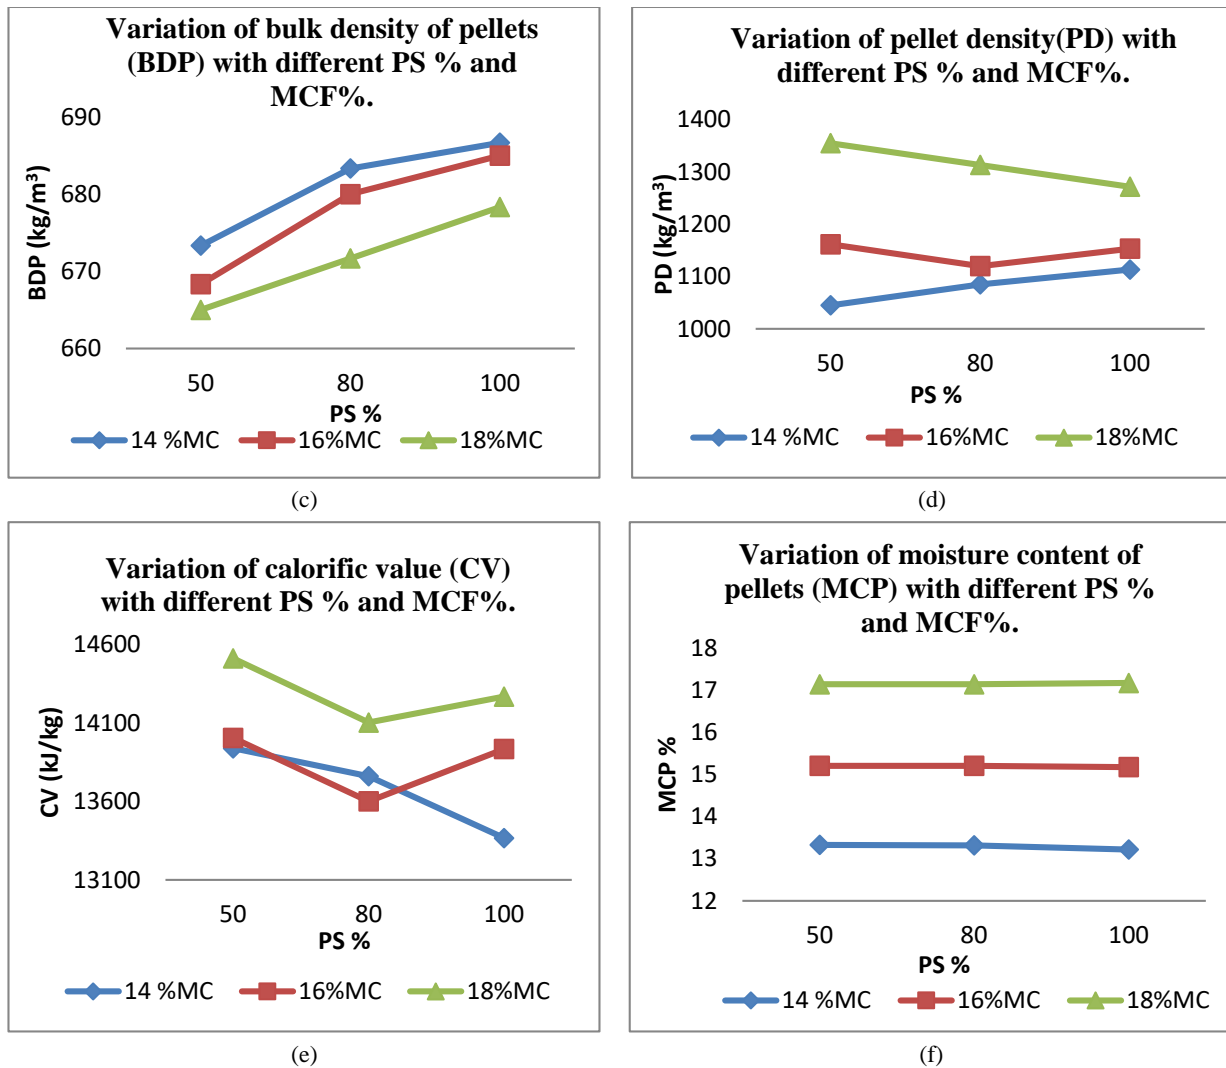 Variation of bulk density of pellets
(BDP) with different PS % and
MCF%.
690
680
670
660
BDP (kg/m³)
50 80 100
PS %
14 %MC 16%MC 18%MC
(c)
Variation of pellet density(PD) with
different PS % and MCF%.
1400
1300
1200
1100
1000
PD (kg/m³)
50 80 100
PS %
14 %MC 16%MC 18%MC
(d)
Variation of calorific value (CV)
with different PS % and MCF%.
14600
14100
13600
13100
CV (kJ/kg)
50 80 100
PS %
14 %MC 16%MC 18%MC
(e)
Variation of moisture content of
pellets (MCP) with different PS %
and MCF%.
18
17
16
15
14
13
12
MCP %
50 80 100
PS %
14 %MC 16%MC 18%MC
(f)